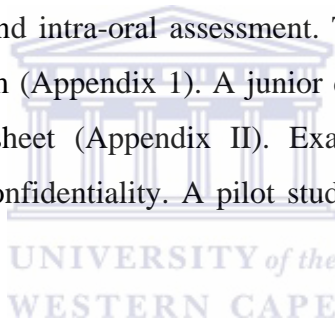 nd intra-oral assessment. T
n (Appendix 1). A junior
sheet (Appendix II). Exa
onfidentiality. A pilot stud
UNIVERSITY of the
WESTERN CAPE